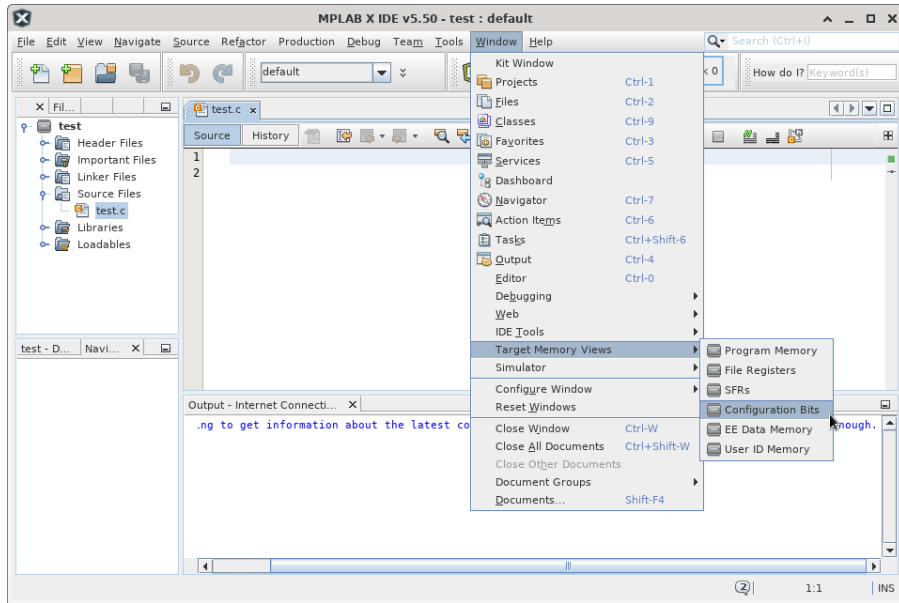 MPLAB X IDE v5.50 - test : default
File Edit View Navigate Source Refactor Production Debug Team Tools Window Help
Search (Ctrl+I)
default
< 0
How do I? Keyword(s)
Fil...
test
Header Files
Important Files
Linker Files
Source Files
test.c
Libraries
Loadables
test.c
Source History
1
2
Kit Window
Projects Ctrl-1
Files Ctrl-2
Classes Ctrl-9
Favorites Ctrl-3
Services Ctrl-5
Dashboard
Navigator Ctrl-7
Action Items Ctrl-6
Tasks Ctrl+Shift-6
Output Ctrl-4
Editor Ctrl-0
Debugging
Web
IDE Tools
Target Memory Views
Simulator
Configure Window
Reset Windows
Close Window Ctrl-W
Close All Documents Ctrl+Shift-W
Close Other Documents
Document Groups
Documents... Shift-F4
Program Memory
File Registers
SFRs
Configuration Bits
EE Data Memory
User ID Memory
test - D... Navi...
Output - Internet Connecti...
.ng to get information about the latest co
nough.
2
1:1 INS